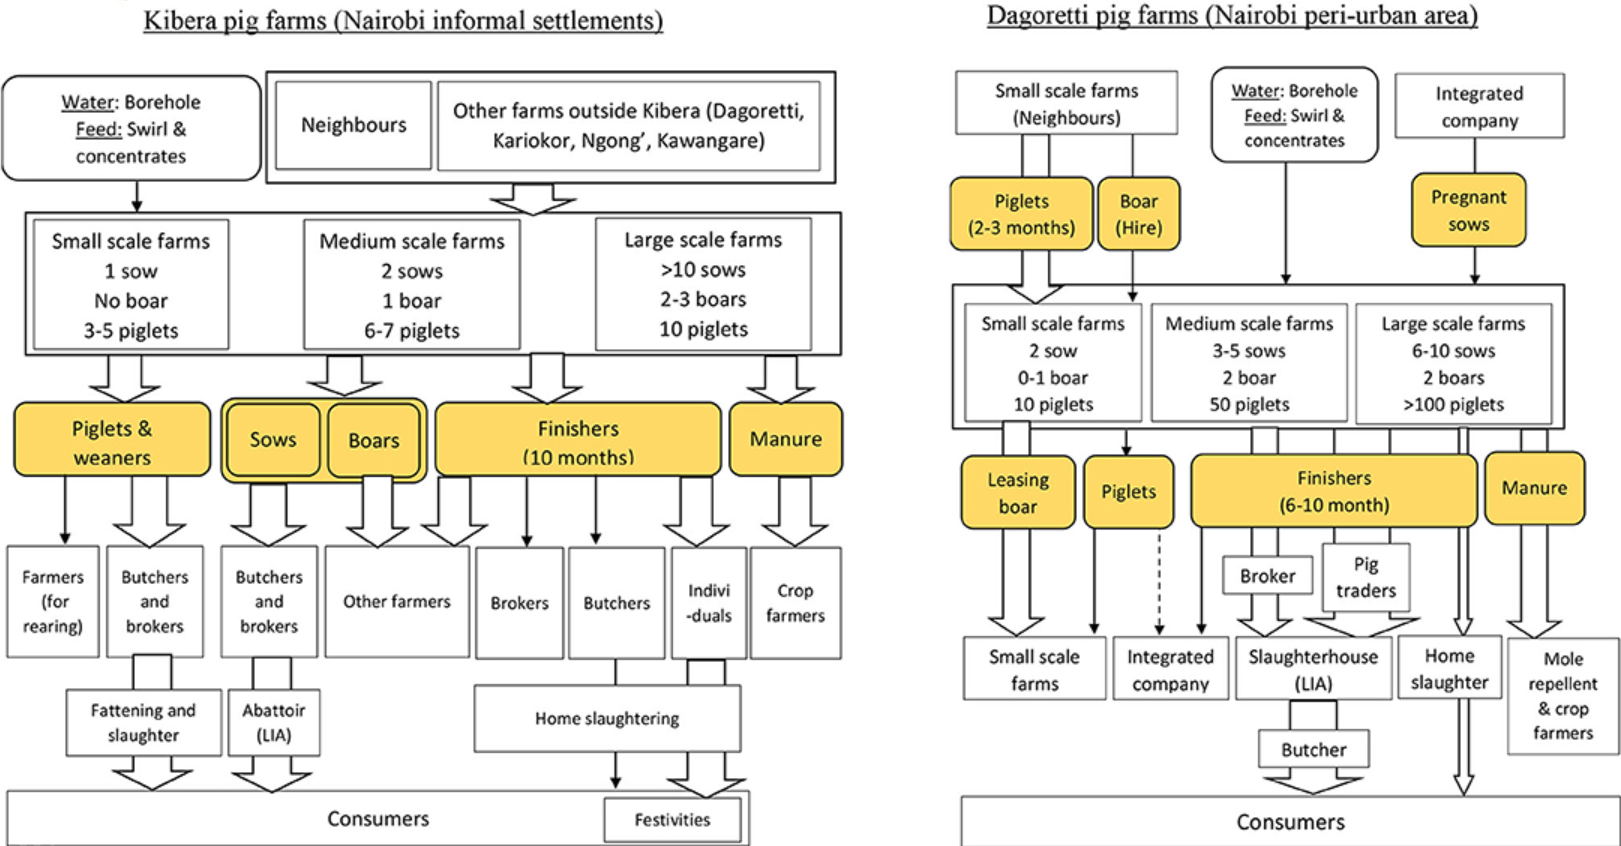 Kibera pig farms (Nairobi informal settlements)
Water: Borehole
Feed: Swirl &
concentrates
Neighbours
Other farms outside Kibera (Dagoretti,
Kariokor, Ngong’, Kawangare)
Small scale farms
1 sow
No boar
3-5 piglets
Medium scale farms
2 sows
1 boar
6-7 piglets
Large scale farms
>10 sows
2-3 boars
10 piglets
Piglets &
weaners
Sows
Boars
Finishers
(10 months)
Manure
Farmers
(for
rearing)
Butchers
and
brokers
Butchers
and
brokers
Other farmers
Brokers
Butchers
Indivi
-duals
Crop
farmers
Fattening and
slaughter
Abattoir
(LIA)
Home slaughtering
Consumers
Festivities
Dagoretti pig farms (Nairobi peri-urban area)
Small scale farms
(Neighbours)
Water: Borehole
Feed: Swirl &
concentrates
Integrated
company
Piglets
(2-3 months)
Boar
(Hire)
Pregnant
sows
Small scale farms
2 sow
0-1 boar
10 piglets
Medium scale farms
3-5 sows
2 boar
50 piglets
Large scale farms
6-10 sows
2 boars
>100 piglets
Leasing
boar
Piglets
Finishers
(6-10 month)
Manure
Broker
Pig
traders
Small scale
farms
Integrated
company
Slaughterhouse
(LIA)
Home
slaughter
Mole
repellent
& crop
farmers
Butcher
Consumers